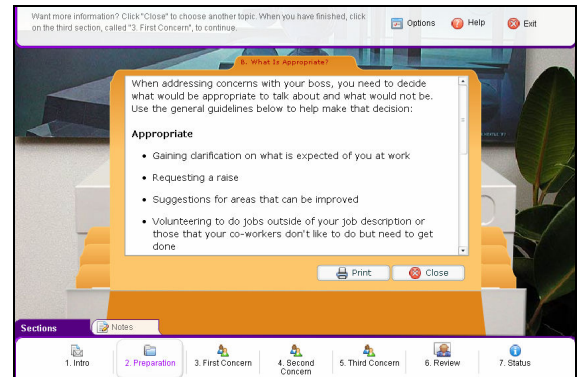 Want more information? Click "Close" to choose another topic. When you have finished, click
on the third section, called "3. First Concern", to continue.
Options
Help
Exit
B. What Is Appropriate?
When addressing concerns with your boss, you need to decide
what would be appropriate to talk about and what would not be.
Use the general guidelines below to help make that decision:
Appropriate
• Gaining clarification on what is expected of you at work
• Requesting a raise
• Suggestions for areas that can be improved
• Volunteering to do jobs outside of your job description or
those that your co-workers don't like to do but need to get
done
Print
Close
Sections
Notes
1. Intro
2. Preparation
3. First Concern
4. Second
Concern
5. Third Concern
6. Review
7. Status